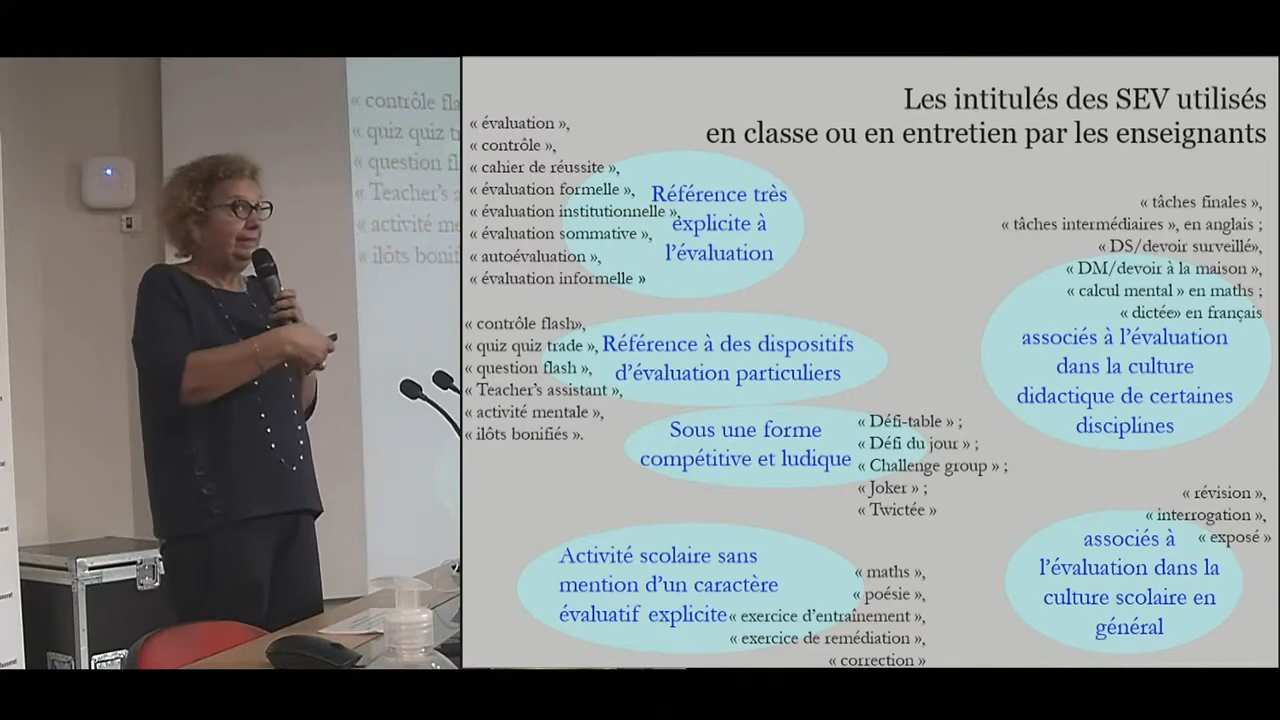 « contrôle fla
« quiz quiz tr
« question fl
« Teacher's a
« activité me
« ilôts bonif
Les intitulés des SEV utilisés
en classe ou en entretien par les enseignants
« évaluation »,
« contrôle »,
« cahier de réussite »,
« évaluation formelle »,
« évaluation institutionnelle »,
« évaluation sommative »,
« autoévaluation »,
« évaluation informelle »
Référence très
explicite à
l'évaluation
« contrôle flash»,
« quiz quiz trade »,
« question flash »,
« Teacher's assistant »,
« activité mentale »,
« ilôts bonifiés ».
Référence à des dispositifs
d'évaluation particuliers
Sous une forme
compétitive et ludique
« Défi-table » ;
« Défi du jour » ;
« Challenge group » ;
« Joker » ;
« Twictée »
Activité scolaire sans
mention d'un caractère
évaluatif explicite
« maths »,
« poésie »,
« exercice d'entraînement »,
« exercice de remédiation »,
« correction »
« tâches finales »,
« tâches intermédiaires », en anglais ;
« DS/devoir surveillé»,
« DM/devoir à la maison »,
« calcul mental » en maths ;
« dictée» en français
associés à l'évaluation
dans la culture
didactique de certaines
disciplines
« révision »,
« interrogation »,
« exposé »
associés à
l'évaluation dans la
culture scolaire en
général